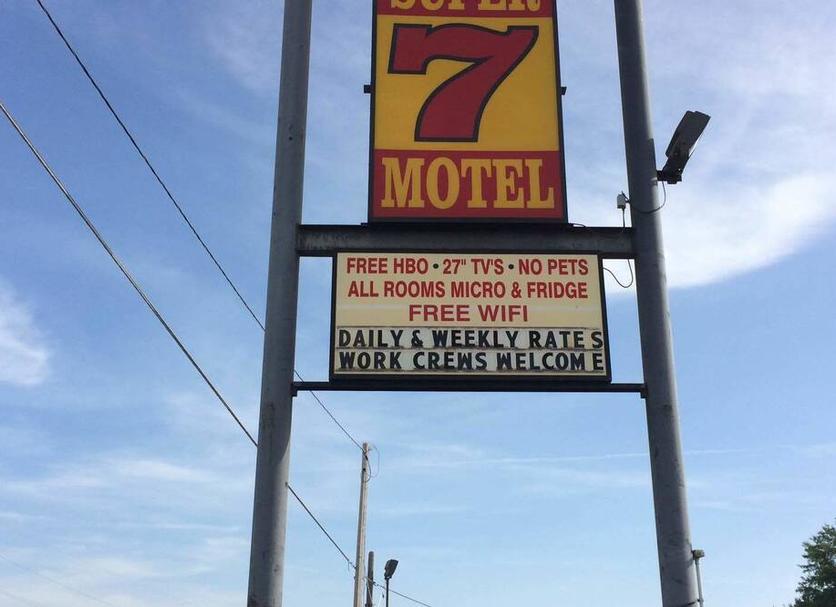 SUPER
7
MOTEL
FREE HBO • 27" TV'S • NO PETS
ALL ROOMS MICRO & FRIDGE
FREE WIFI
DAILY & WEEKLY RATES
WORK CREWS WELCOME